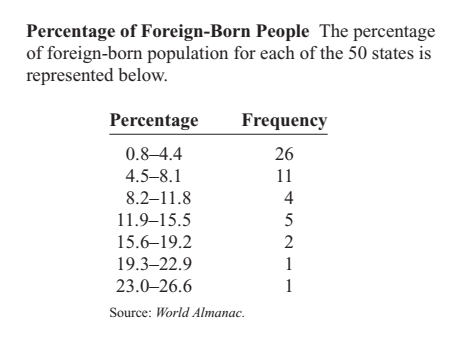 Percentage of Foreign-Born People The percentage
of foreign-born population for each of the 50 states is
represented below.
Percentage Frequency
0.8–4.4 26
4.5–8.1 11
8.2–11.8 4
11.9–15.5 5
15.6–19.2 2
19.3–22.9 1
23.0–26.6 1
Source: World Almanac.